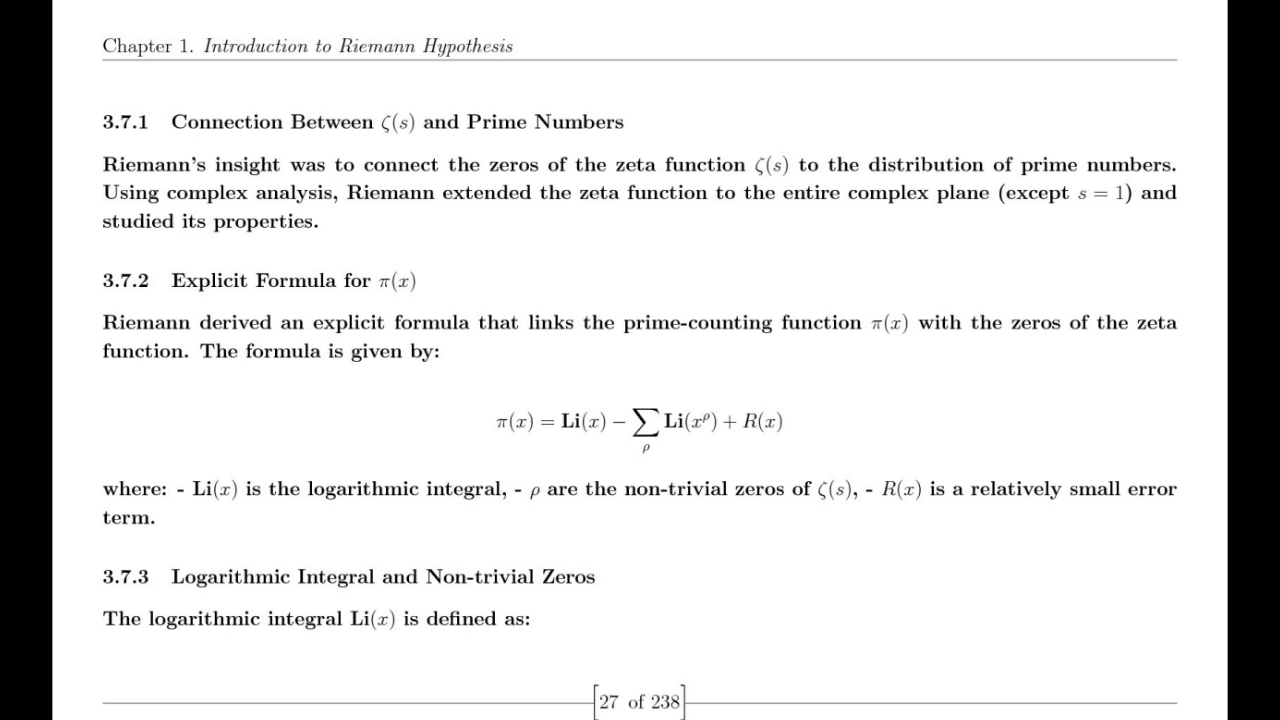 Chapter 1. Introduction to Riemann Hypothesis
3.7.1 Connection Between ζ(s) and Prime Numbers
Riemann's insight was to connect the zeros of the zeta function ζ(s) to the distribution of prime numbers.
Using complex analysis, Riemann extended the zeta function to the entire complex plane (except s = 1) and
studied its properties.
3.7.2 Explicit Formula for π(x)
Riemann derived an explicit formula that links the prime-counting function π(x) with the zeros of the zeta
function. The formula is given by:
π(x) = Li(x) − ∑ρ Li(x^ρ) + R(x)
where: - Li(x) is the logarithmic integral, - ρ are the non-trivial zeros of ζ(s), - R(x) is a relatively small error
term.
3.7.3 Logarithmic Integral and Non-trivial Zeros
The logarithmic integral Li(x) is defined as:
[27 of 238]